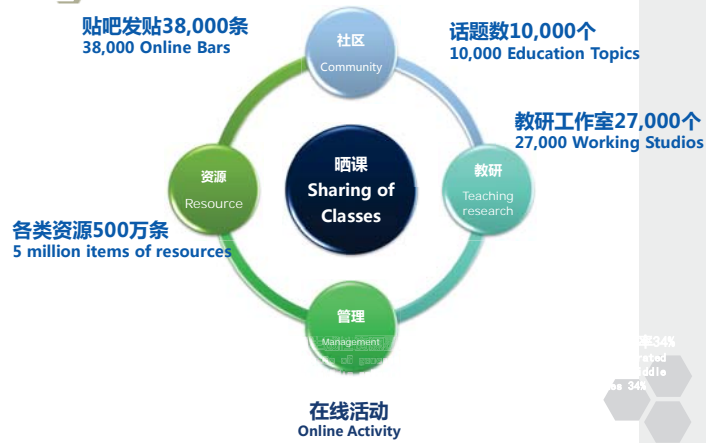 贴吧发贴38,000条
38,000 Online Bars
社区
Community
话题数10,000个
10,000 Education Topics
教研工作室27,000个
27,000 Working Studios
资源
Resource
晒课
Sharing of
Classes
教研
Teaching
research
各类资源500万条
5 million items of resources
管理
Management
率34%
34%
在线活动
Online Activity